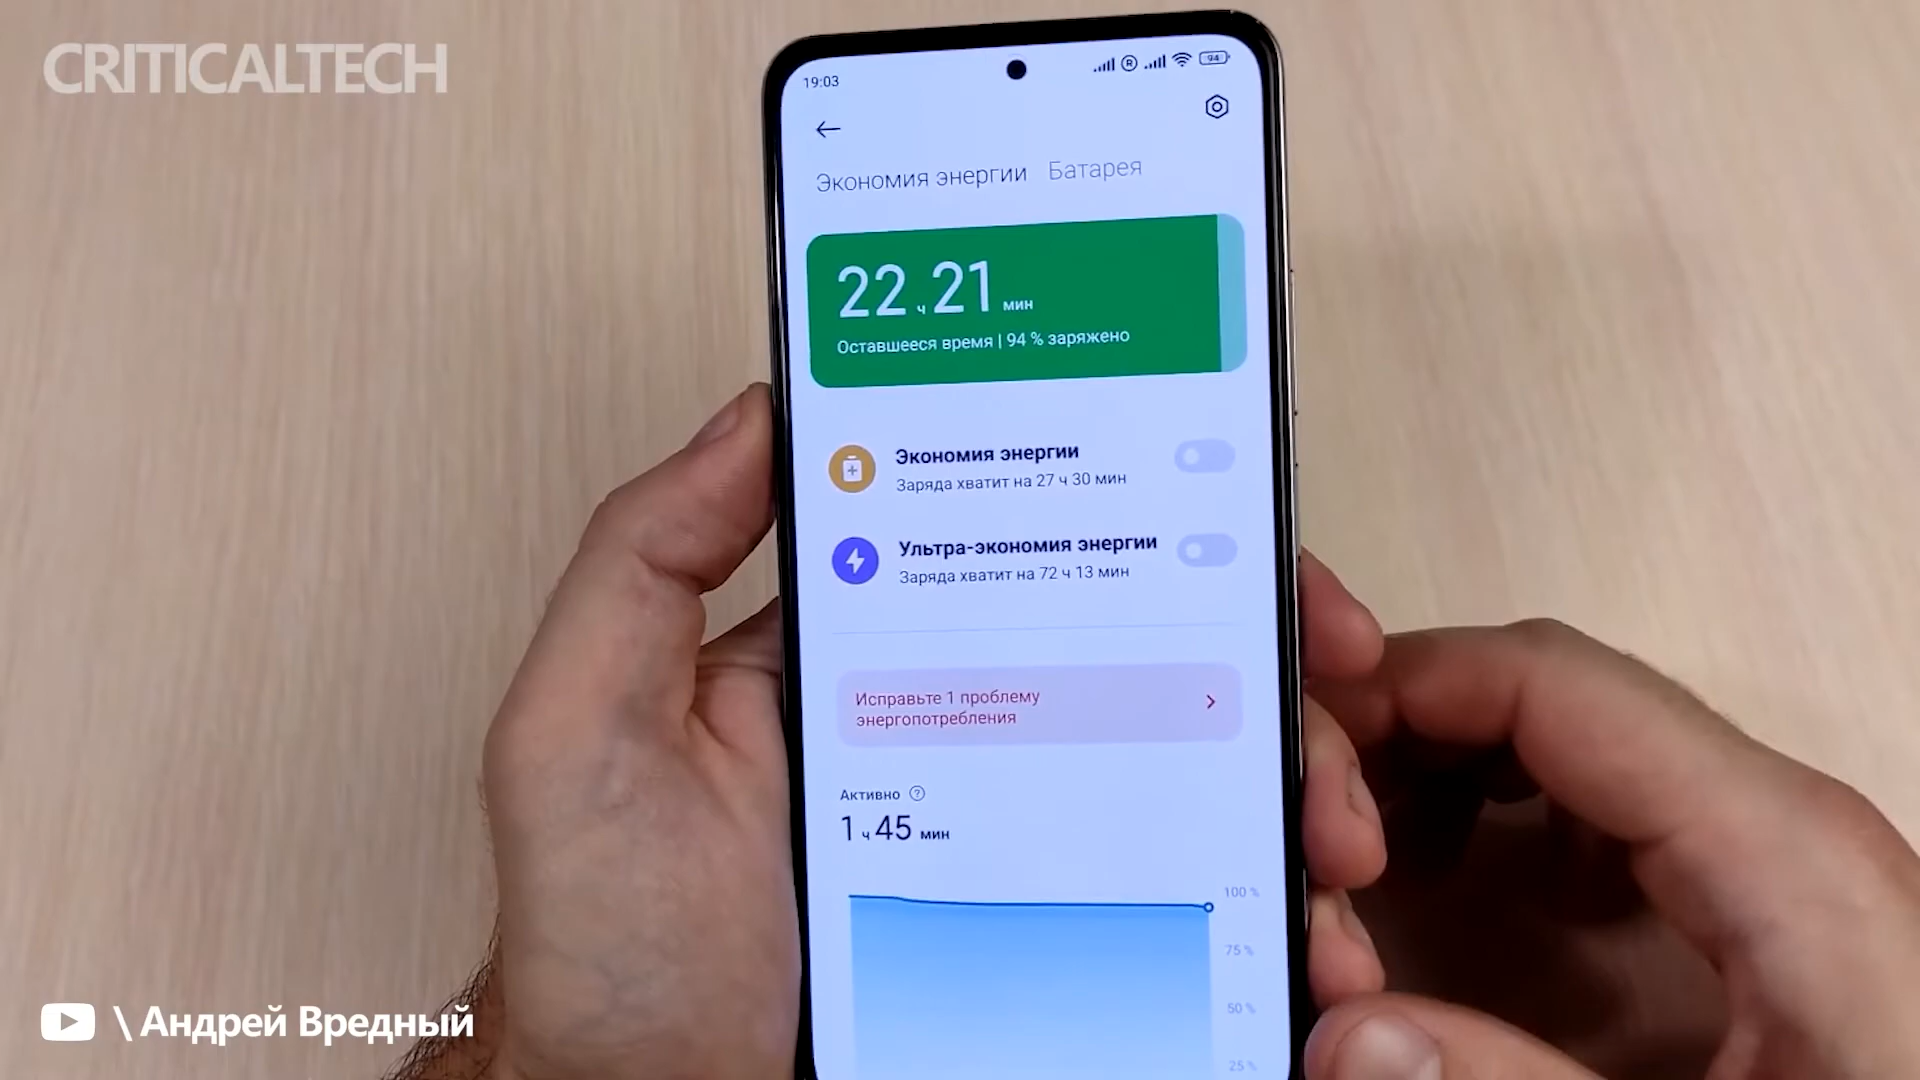 CRITICALTECH
19:03
R
94
Экономия энергии Батарея
22 ч 21 мин
Оставшееся время | 94 % заряжено
Экономия энергии
Заряда хватит на 27 ч 30 мин
Ультра-экономия энергии
Заряда хватит на 72 ч 13 мин
Исправьте 1 проблему
энергопотребления
Активно ?
1 ч 45 мин
100 %
75 %
50 %
25 %
\ Андрей Вредный